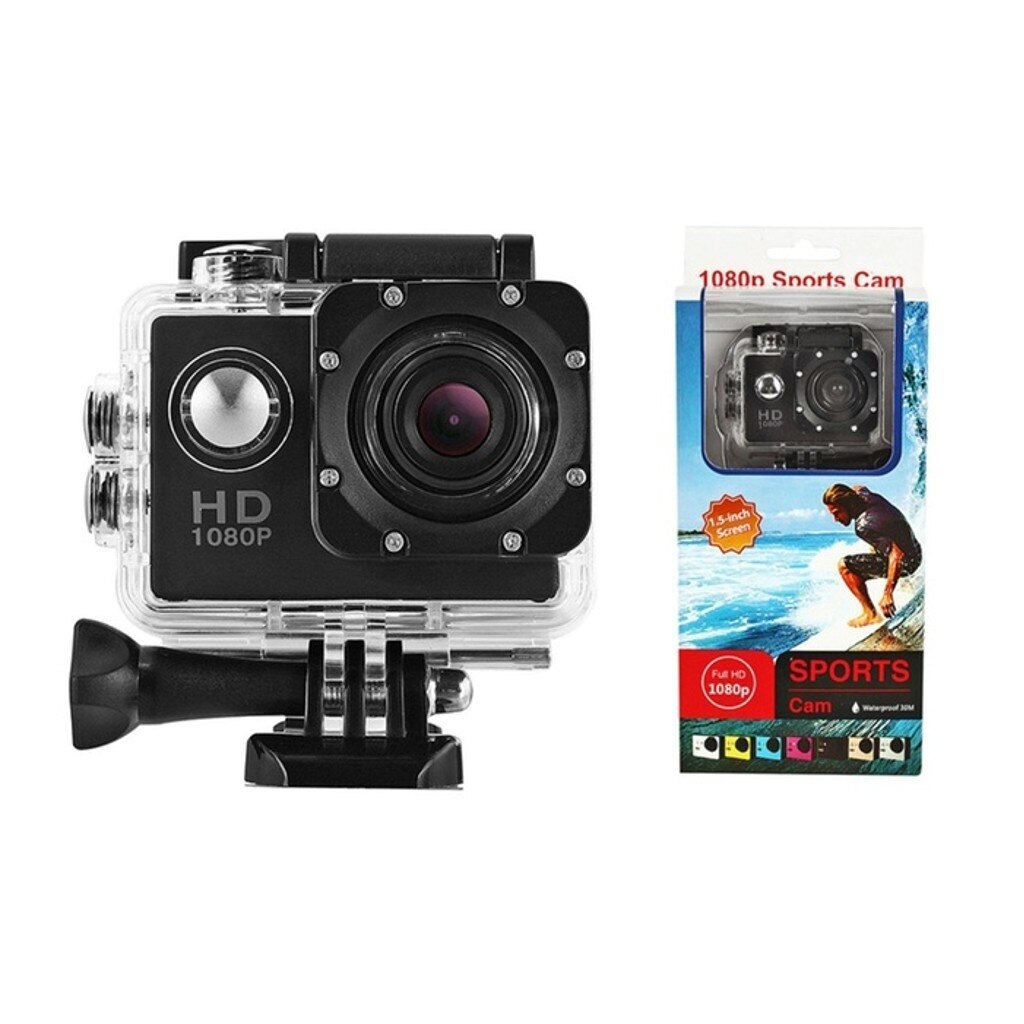 HD
1080P
1080p Sports Cam
HD
1080P
1.5-inch
Screen
Full HD
1080p
SPORTS
Cam
Waterproof 30M